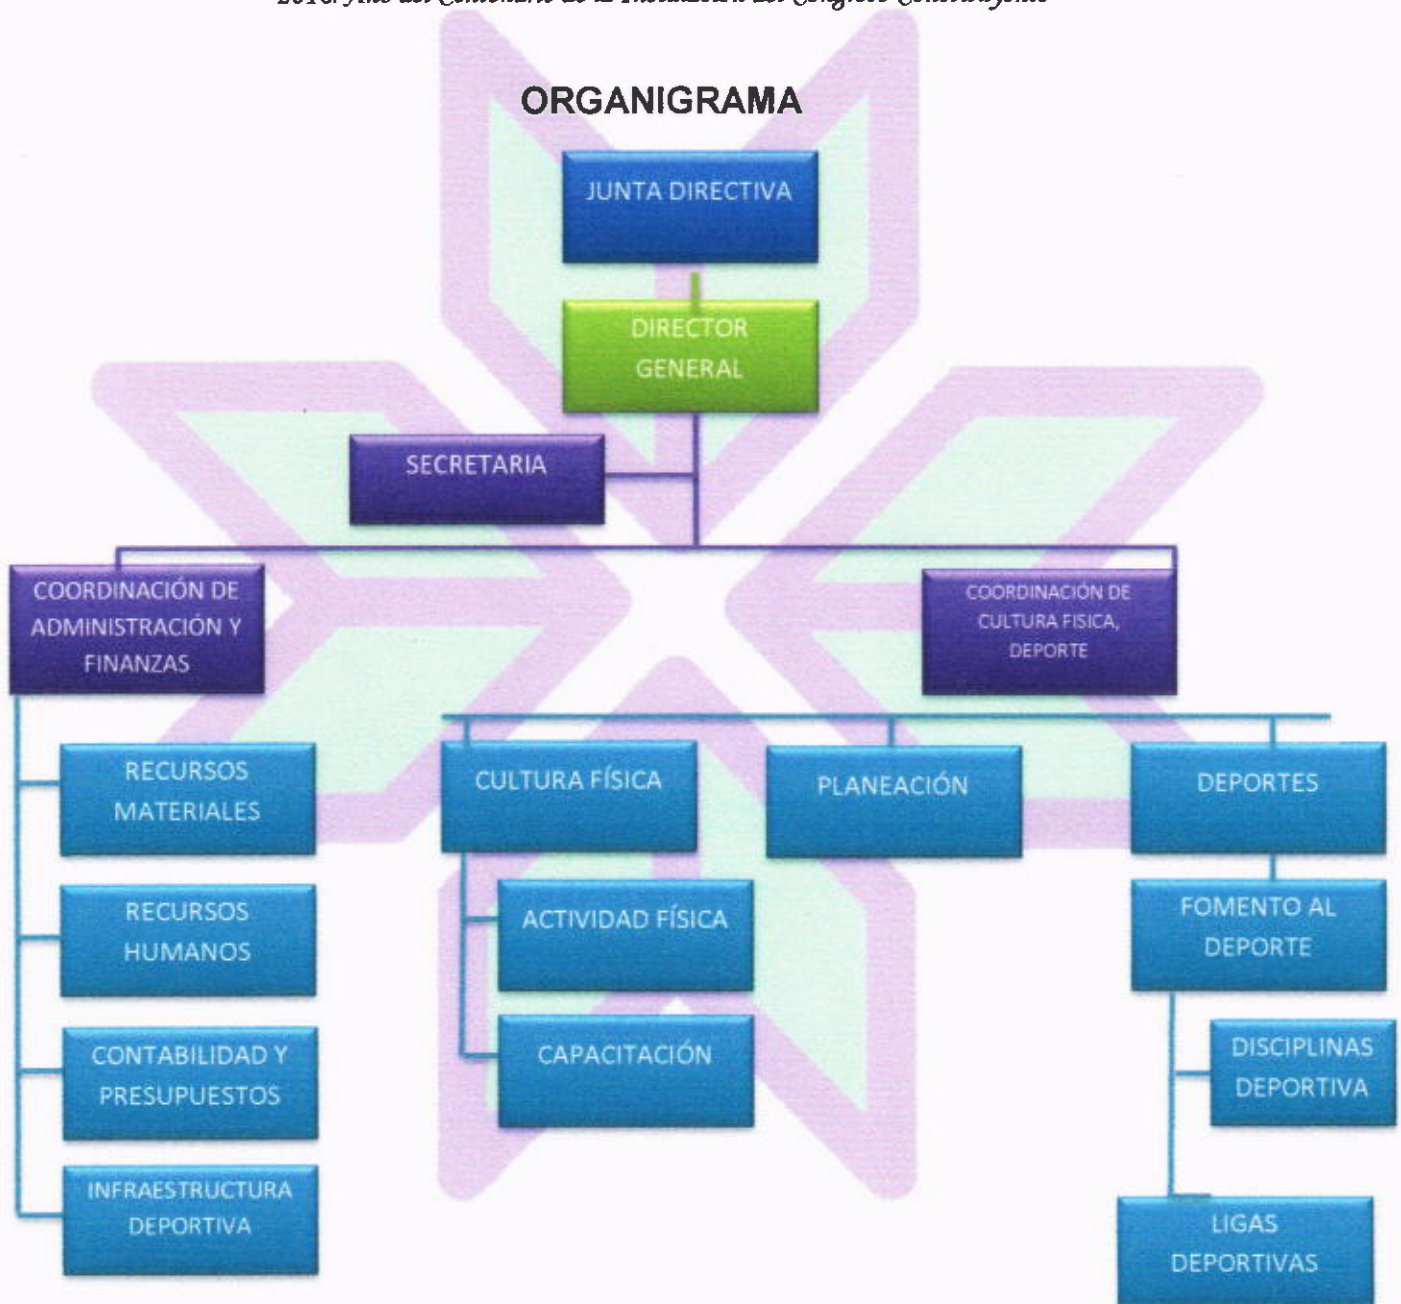 ORGANIGRAMA
JUNTA DIRECTIVA
DIRECTOR
GENERAL
SECRETARIA
COORDINACIÓN DE
ADMINISTRACIÓN Y
FINANZAS
COORDINACIÓN DE
CULTURA FISICA,
DEPORTE
RECURSOS
MATERIALES
RECURSOS
HUMANOS
CONTABILIDAD Y
PRESUPUESTOS
INFRAESTRUCTURA
DEPORTIVA
CULTURA FÍSICA
ACTIVIDAD FÍSICA
CAPACITACIÓN
PLANEACIÓN
DEPORTES
FOMENTO AL
DEPORTE
DISCIPLINAS
DEPORTIVA
LIGAS
DEPORTIVAS